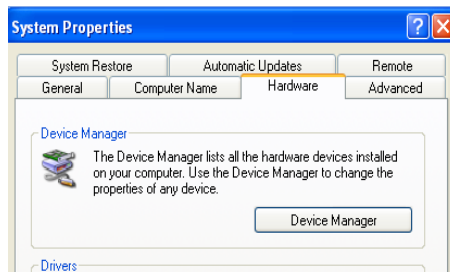 System Properties
System Restore Automatic Updates Remote
General Computer Name Hardware Advanced
Device Manager
The Device Manager lists all the hardware devices installed
on your computer. Use the Device Manager to change the
properties of any device.
Device Manager
Drivers